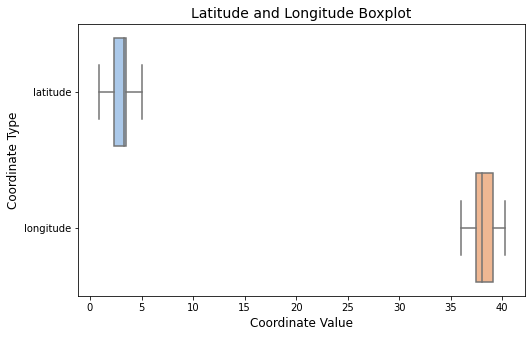 Latitude and Longitude Boxplot
Coordinate Type
latitude
longitude
0 5 10 15 20 25 30 35 40
Coordinate Value